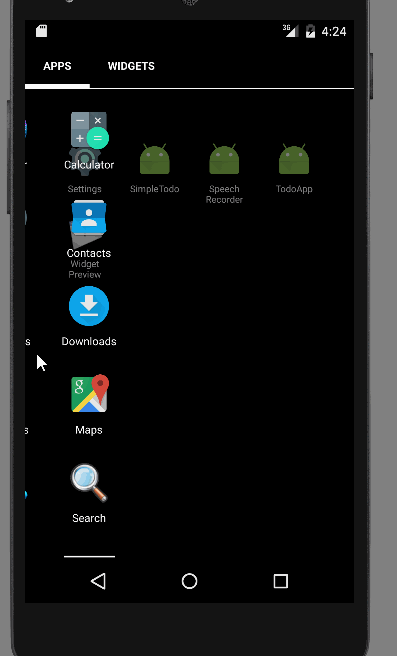 3G 4:24
APPS WIDGETS
Calculator
Settings SimpleTodo Speech Recorder TodoApp
Contacts
Widget Preview
Downloads
s
Maps
s
g
Search